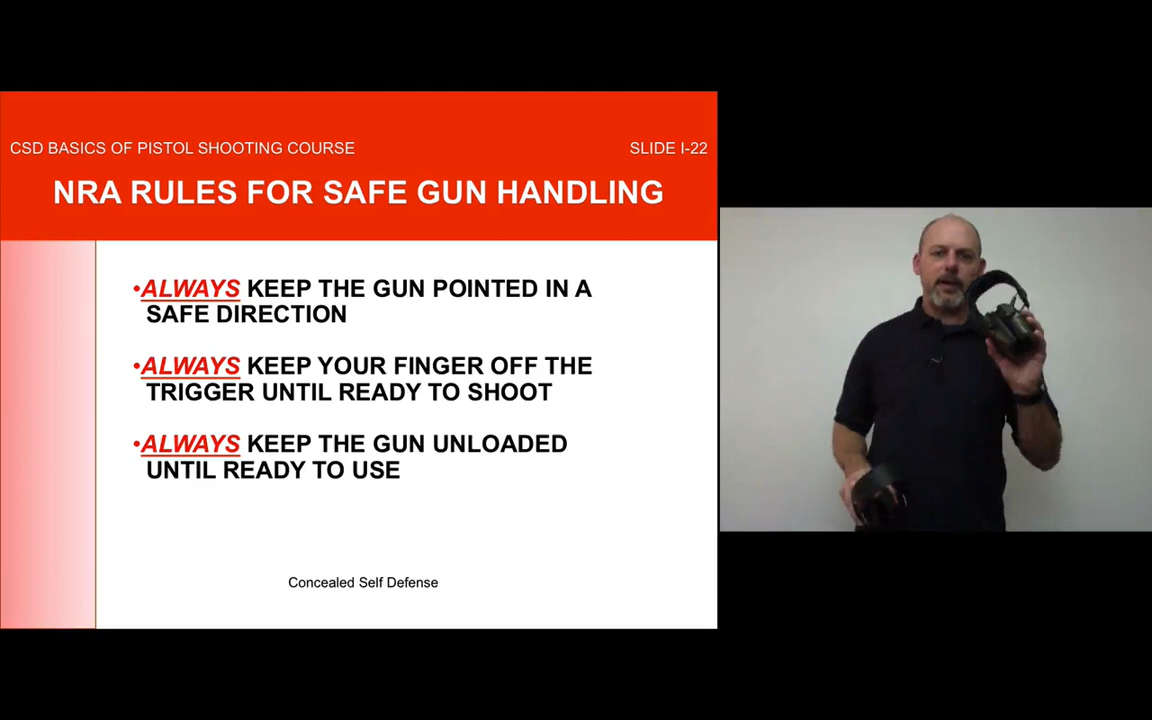 CSD BASICS OF PISTOL SHOOTING COURSE
SLIDE I-22
NRA RULES FOR SAFE GUN HANDLING
•ALWAYS KEEP THE GUN POINTED IN A
SAFE DIRECTION
•ALWAYS KEEP YOUR FINGER OFF THE
TRIGGER UNTIL READY TO SHOOT
•ALWAYS KEEP THE GUN UNLOADED
UNTIL READY TO USE
Concealed Self Defense